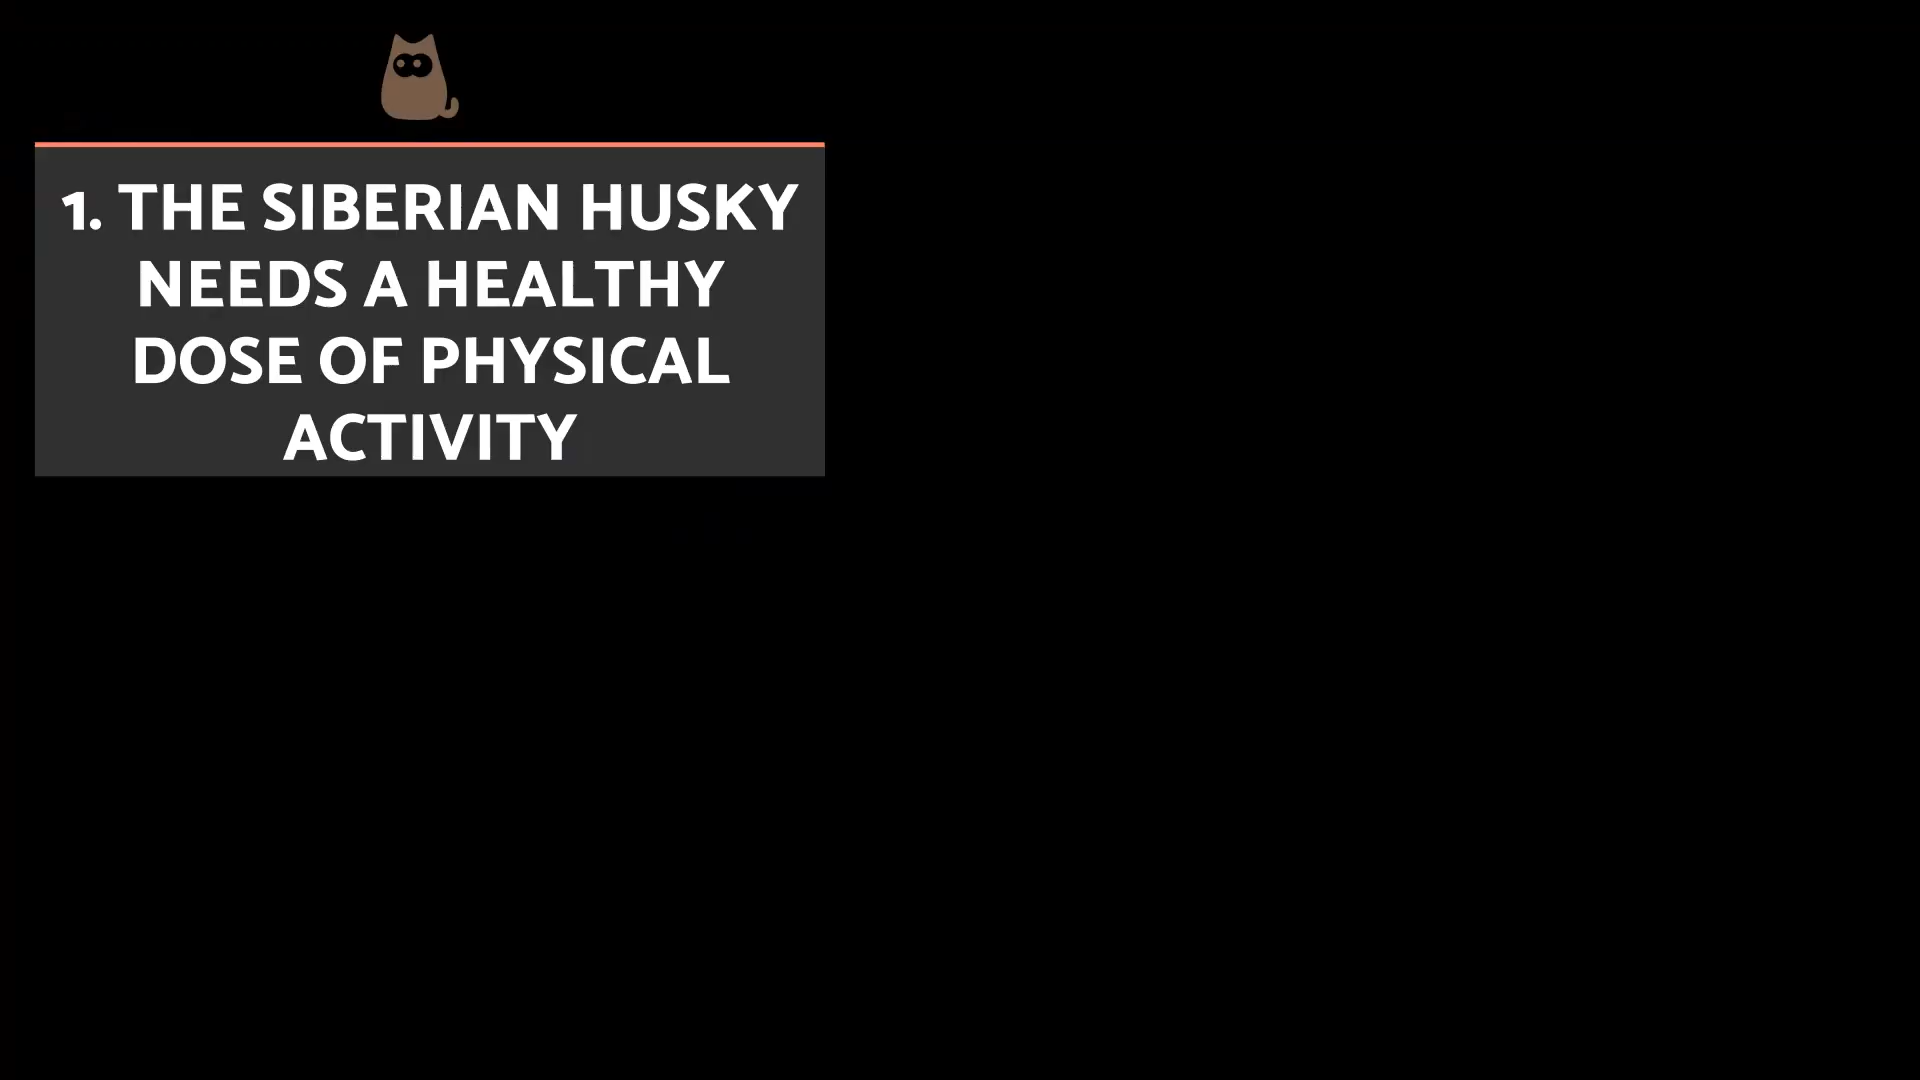 1. THE SIBERIAN HUSKY
NEEDS A HEALTHY
DOSE OF PHYSICAL
ACTIVITY